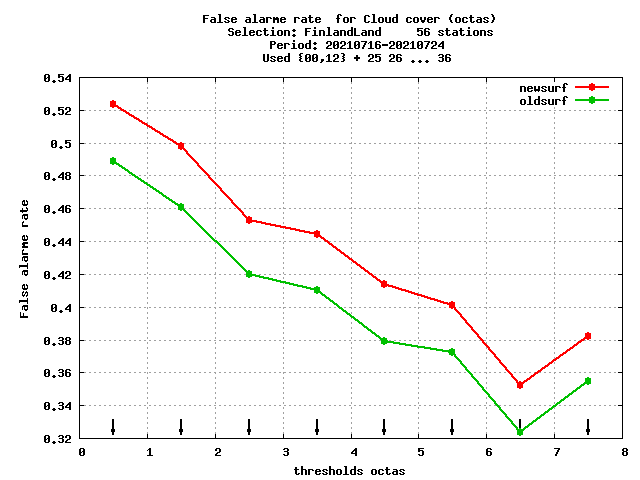 False alarme rate  for Cloud cover (octas)
Selection: FinlandLand     56 stations
Period: 20210716-20210724
Used {00,12} + 25 26 ... 36
newsurf
oldsurf
0.54
0.52
0.5
0.48
0.46
0.44
0.42
0.4
0.38
0.36
0.34
0.32
False alarme rate
0 1 2 3 4 5 6 7 8
thresholds octas